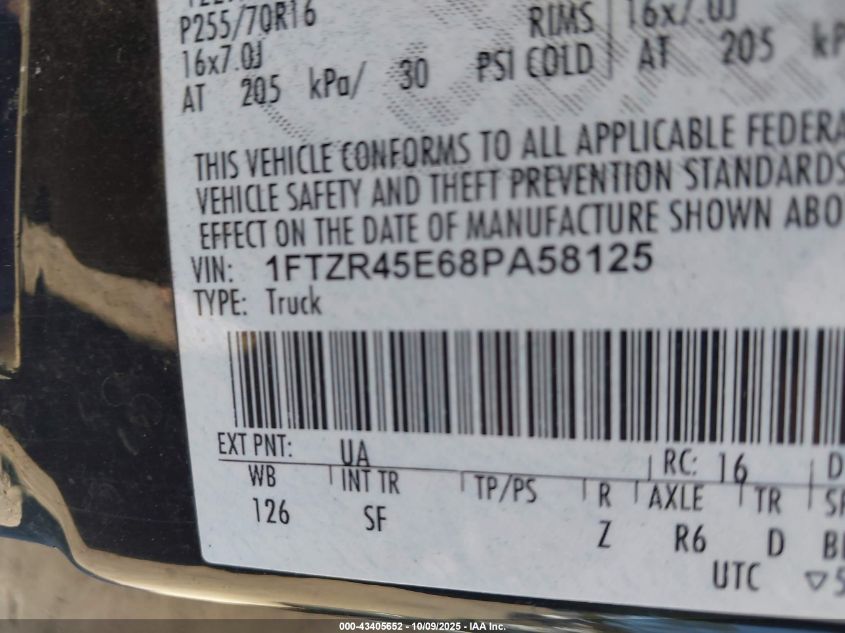 P255/70R16 RIMS 16x7.0J
16x7.0J
AT 205 kPa/ 30 PSI COLD AT 205
THIS VEHICLE CONFORMS TO ALL APPLICABLE FEDERA
VEHICLE SAFETY AND THEFT PREVENTION STANDARDS
EFFECT ON THE DATE OF MANUFACTURE SHOWN ABO
VIN: 1FTZR45E68PA58125
TYPE: Truck
EXT PNT: UA RC: 16 D
WB INT TR TP/PS R AXLE TR
126 SF Z R6 D
UTC ▽5
000-43405652 - 10/09/2025 - IAA Inc.